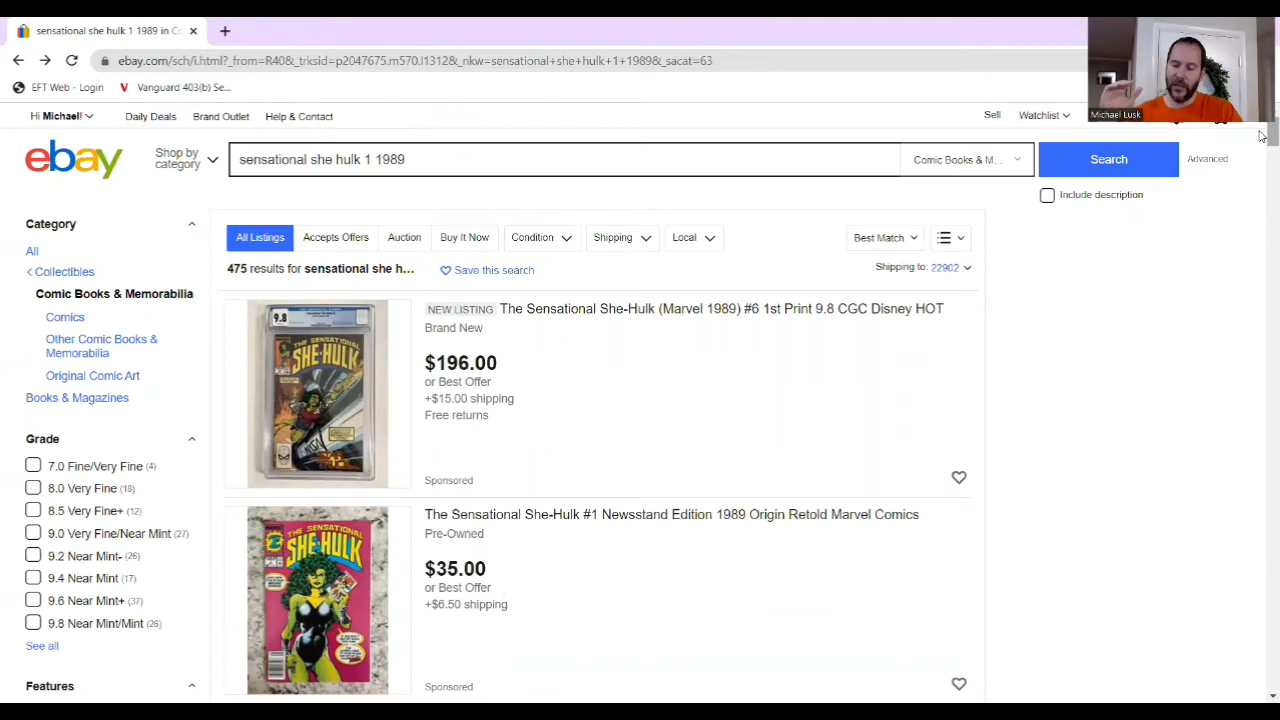 sensational she hulk 1 1989 in Co
ebay.com/sch/i.html?_from=R40&_trksid=p2047675.m570.l1312&_nkw=sensational+she+hulk+1+1989&_sacat=63
EFT Web - Login
Vanguard 403(b) Se...
Michael Lusk
Hi Michael!
Daily Deals
Brand Outlet
Help & Contact
Sell
Watchlist
ebay
Shop by
category
sensational she hulk 1 1989
Comic Books & M...
Search
Advanced
Include description
Category
All
Collectibles
Comic Books & Memorabilia
Comics
Other Comic Books &
Memorabilia
Original Comic Art
Books & Magazines
Grade
7.0 Fine/Very Fine (4)
8.0 Very Fine (18)
8.5 Very Fine+ (12)
9.0 Very Fine/Near Mint (27)
9.2 Near Mint- (26)
9.4 Near Mint (17)
9.6 Near Mint+ (37)
9.8 Near Mint/Mint (26)
See all
Features
All Listings
Accepts Offers
Auction
Buy It Now
Condition
Shipping
Local
Best Match
475 results for sensational she h...
Save this search
Shipping to: 22902
9.8
THE SENSATIONAL
SHE-HULK
NEW LISTING: The Sensational She-Hulk (Marvel 1989) #6 1st Print 9.8 CGC Disney HOT
Brand New
$196.00
or Best Offer
+$15.00 shipping
Free returns
Sponsored
THE SENSATIONAL
SHE-HULK
The Sensational She-Hulk #1 Newsstand Edition 1989 Origin Retold Marvel Comics
Pre-Owned
$35.00
or Best Offer
+$6.50 shipping
Sponsored